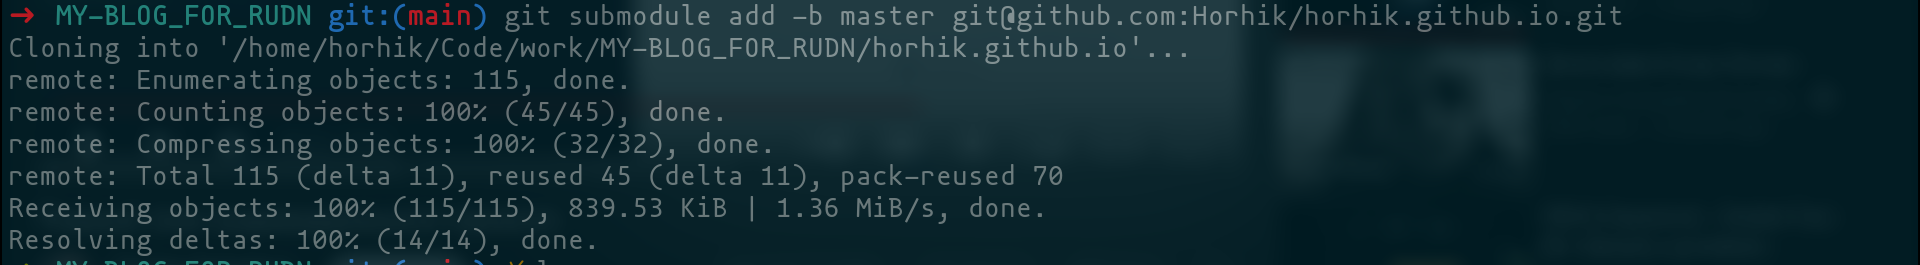 → MY-BLOG_FOR_RUDN git:(main) git submodule add -b master git@github.com:Horhik/horhik.github.io.git
Cloning into '/home/horhik/Code/work/MY-BLOG_FOR_RUDN/horhik.github.io'...
remote: Enumerating objects: 115, done.
remote: Counting objects: 100% (45/45), done.
remote: Compressing objects: 100% (32/32), done.
remote: Total 115 (delta 11), reused 45 (delta 11), pack-reused 70
Receiving objects: 100% (115/115), 839.53 KiB | 1.36 MiB/s, done.
Resolving deltas: 100% (14/14), done.
→ MY-BLOG_FOR_RUDN git:(main)